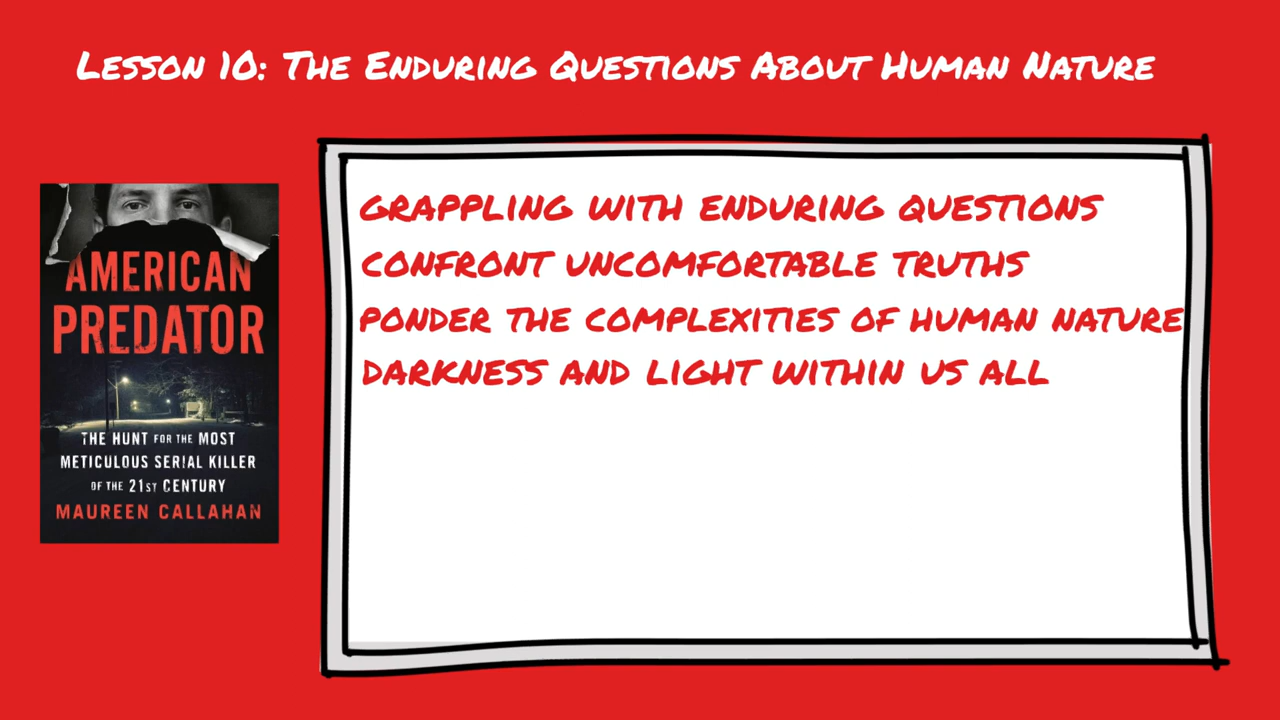 Lesson 10: The Enduring Questions About Human Nature
AMERICAN
PREDATOR
THE HUNT FOR THE MOST
METICULOUS SERIAL KILLER
OF THE 21ST CENTURY
MAUREEN CALLAHAN
GRAPPLING WITH ENDURING QUESTIONS
CONFRONT UNCOMFORTABLE TRUTHS
PONDER THE COMPLEXITIES OF HUMAN NATURE
DARKNESS AND LIGHT WITHIN US ALL